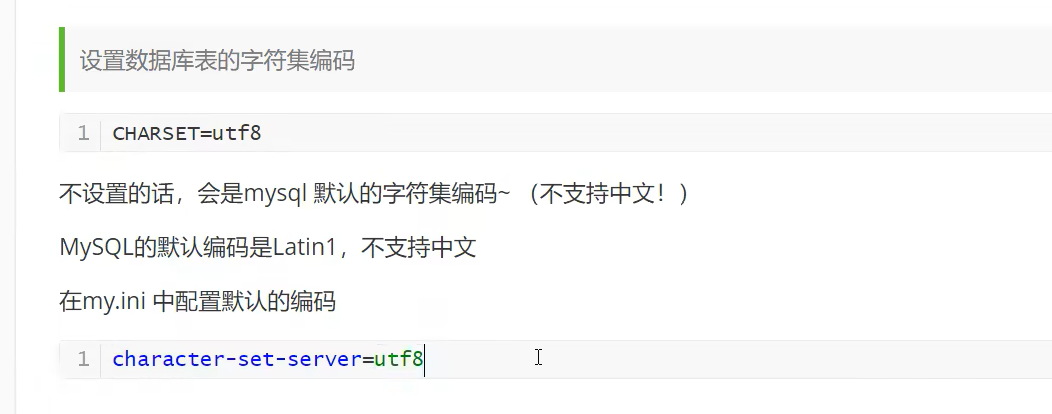 设置数据库表的字符集编码
1 CHARSET=utf8
不设置的话，会是mysql 默认的字符集编码~ （不支持中文！）
MySQL的默认编码是Latin1，不支持中文
在my.ini 中配置默认的编码
1 character-set-server=utf8